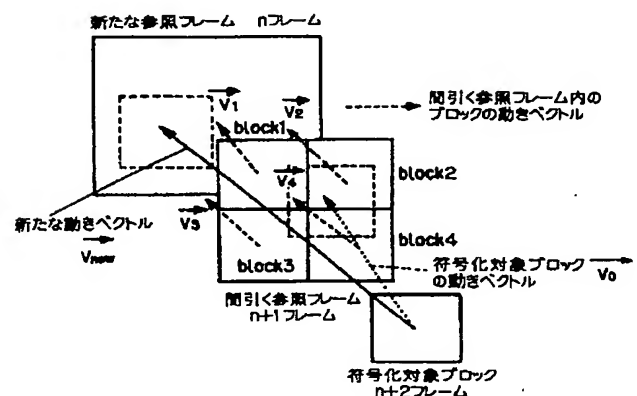 新たな参照フレーム nフレーム
V1
V2
間引く参照フレーム内の
ブロックの動きベクトル
block1
block2
V4
新たな動きベクトル
Vnew
V3
block3
block4
符号化対象ブロック
の動きベクトル
V0
間引く参照フレーム
n+1フレーム
符号化対象ブロック
n+2フレーム